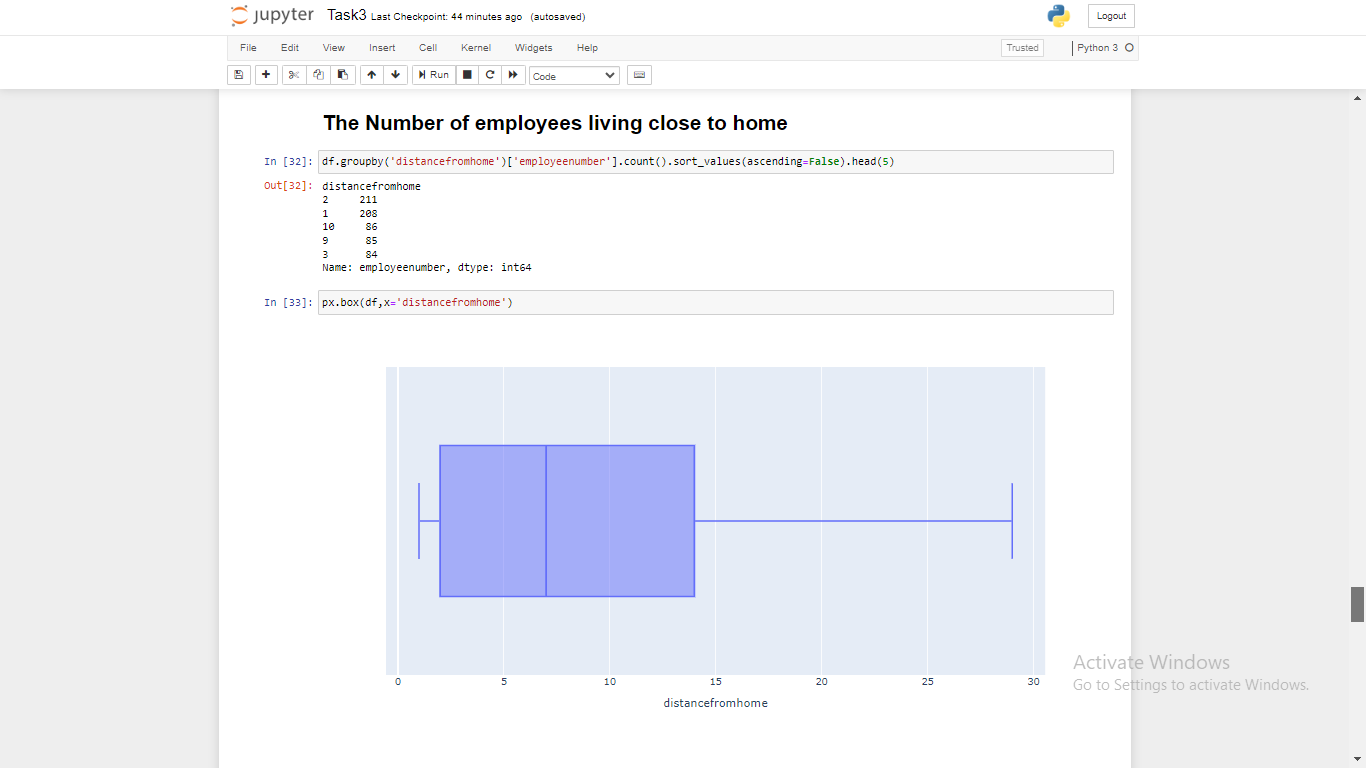 jupyter Task3 Last Checkpoint: 44 minutes ago (autosaved)
Logout
File Edit View Insert Cell Kernel Widgets Help
Trusted
Python 3
Run
Code
The Number of employees living close to home
In [32]: df.groupby('distancefromhome')['employeenumber'].count().sort_values(ascending=False).head(5)
Out[32]: distancefromhome
2 211
1 208
10 86
9 85
3 84
Name: employeenumber, dtype: int64
In [33]: px.box(df,x='distancefromhome')
0 5 10 15 20 25 30
distancefromhome
Activate Windows
Go to Settings to activate Windows.